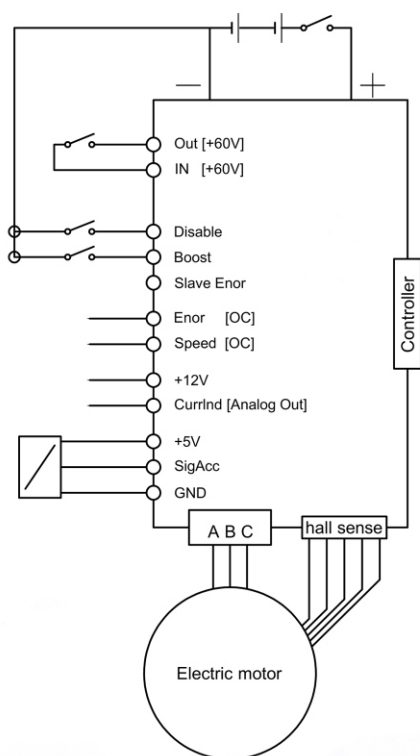 — +
Out [+60V]
IN [+60V]
Disable
Boost
Slave Enor
Enor [OC]
Speed [OC]
+12V
CurrInd [Analog Out]
+5V
SigAcc
GND
Controller
A B C
hall sense
Electric motor